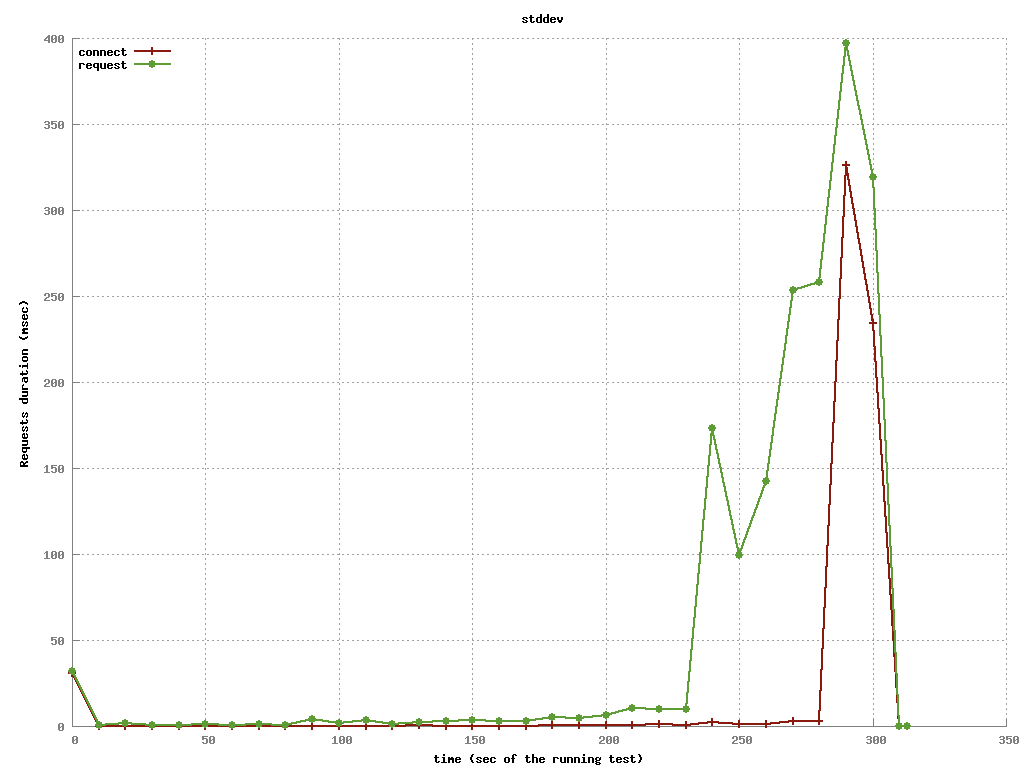 stddev
connect
request
400
350
300
250
200
150
100
50
0
Requests duration (msec)
0 50 100 150 200 250 300 350
time (sec of the running test)